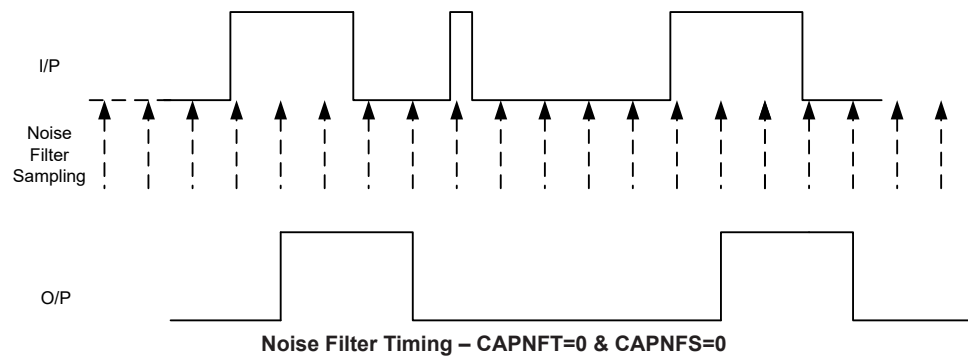 I/P
Noise
Filter
Sampling
O/P
Noise Filter Timing – CAPNFT=0 & CAPNFS=0